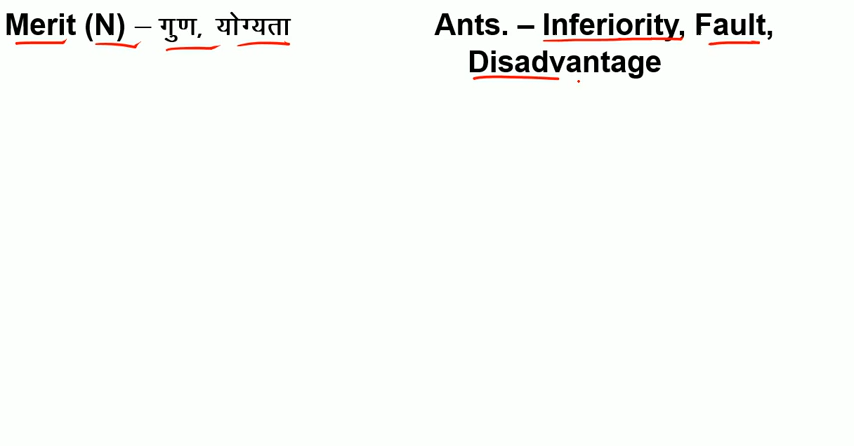 Merit (N) – गुण, योग्यता
Ants. – Inferiority, Fault,
Disadvantage